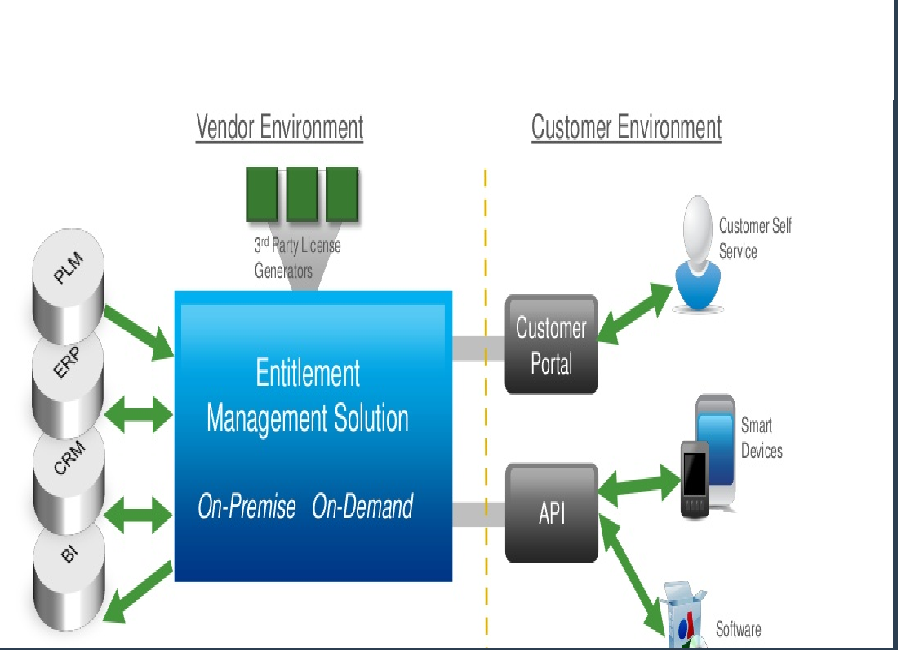 Vendor Environment
Customer Environment
3rd Party License
Generators
PLM
ERP
CRM
BI
Entitlement
Management Solution
On-Premise On-Demand
Customer
Portal
API
Customer Self
Service
Smart
Devices
Software